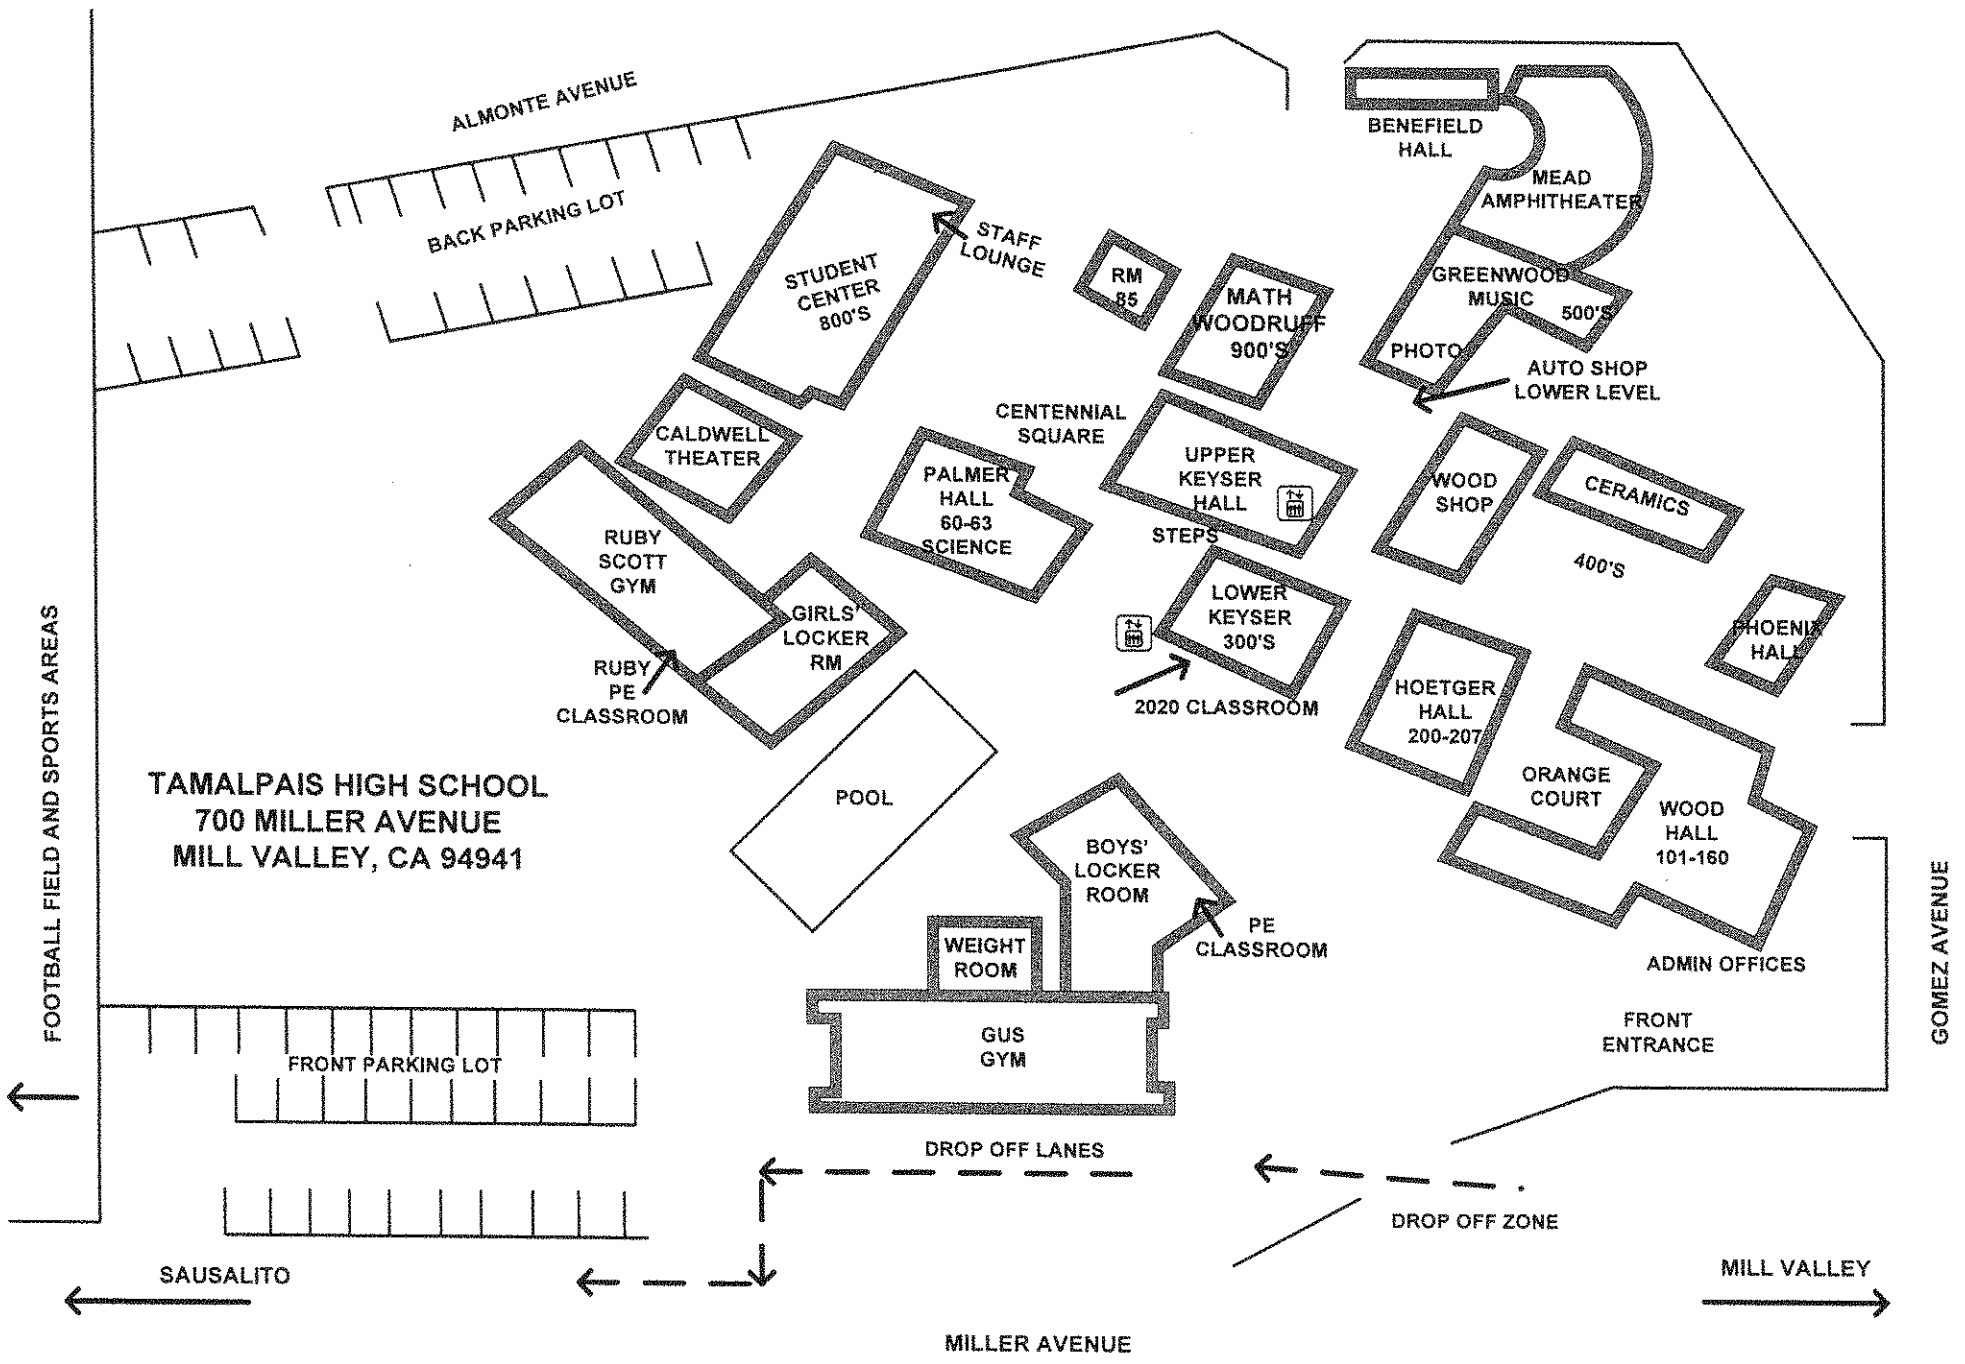 ALMONTE AVENUE
BACK PARKING LOT
BENEFIELD
HALL
MEAD
AMPHITHEATER
STAFF
LOUNGE
STUDENT
CENTER
800'S
RM
85
MATH
WOODRUFF
900'S
GREENWOOD
MUSIC
500'S
PHOTO
AUTO SHOP
LOWER LEVEL
CALDWELL
THEATER
CENTENNIAL
SQUARE
PALMER
HALL
60-63
SCIENCE
UPPER
KEYSER
HALL
STEPS
WOOD
SHOP
CERAMICS
400'S
RUBY
SCOTT
GYM
GIRLS'
LOCKER
RM
RUBY
PE
CLASSROOM
LOWER
KEYSER
300'S
2020 CLASSROOM
PHOENIX
HALL
HOETGER
HALL
200-207
ORANGE
COURT
WOOD
HALL
101-160
FOOTBALL FIELD AND SPORTS AREAS
TAMALPAIS HIGH SCHOOL
700 MILLER AVENUE
MILL VALLEY, CA 94941
POOL
BOYS'
LOCKER
ROOM
PE
CLASSROOM
WEIGHT
ROOM
GUS
GYM
ADMIN OFFICES
FRONT
ENTRANCE
GOMEZ AVENUE
FRONT PARKING LOT
DROP OFF LANES
DROP OFF ZONE
SAUSALITO
MILL VALLEY
MILLER AVENUE